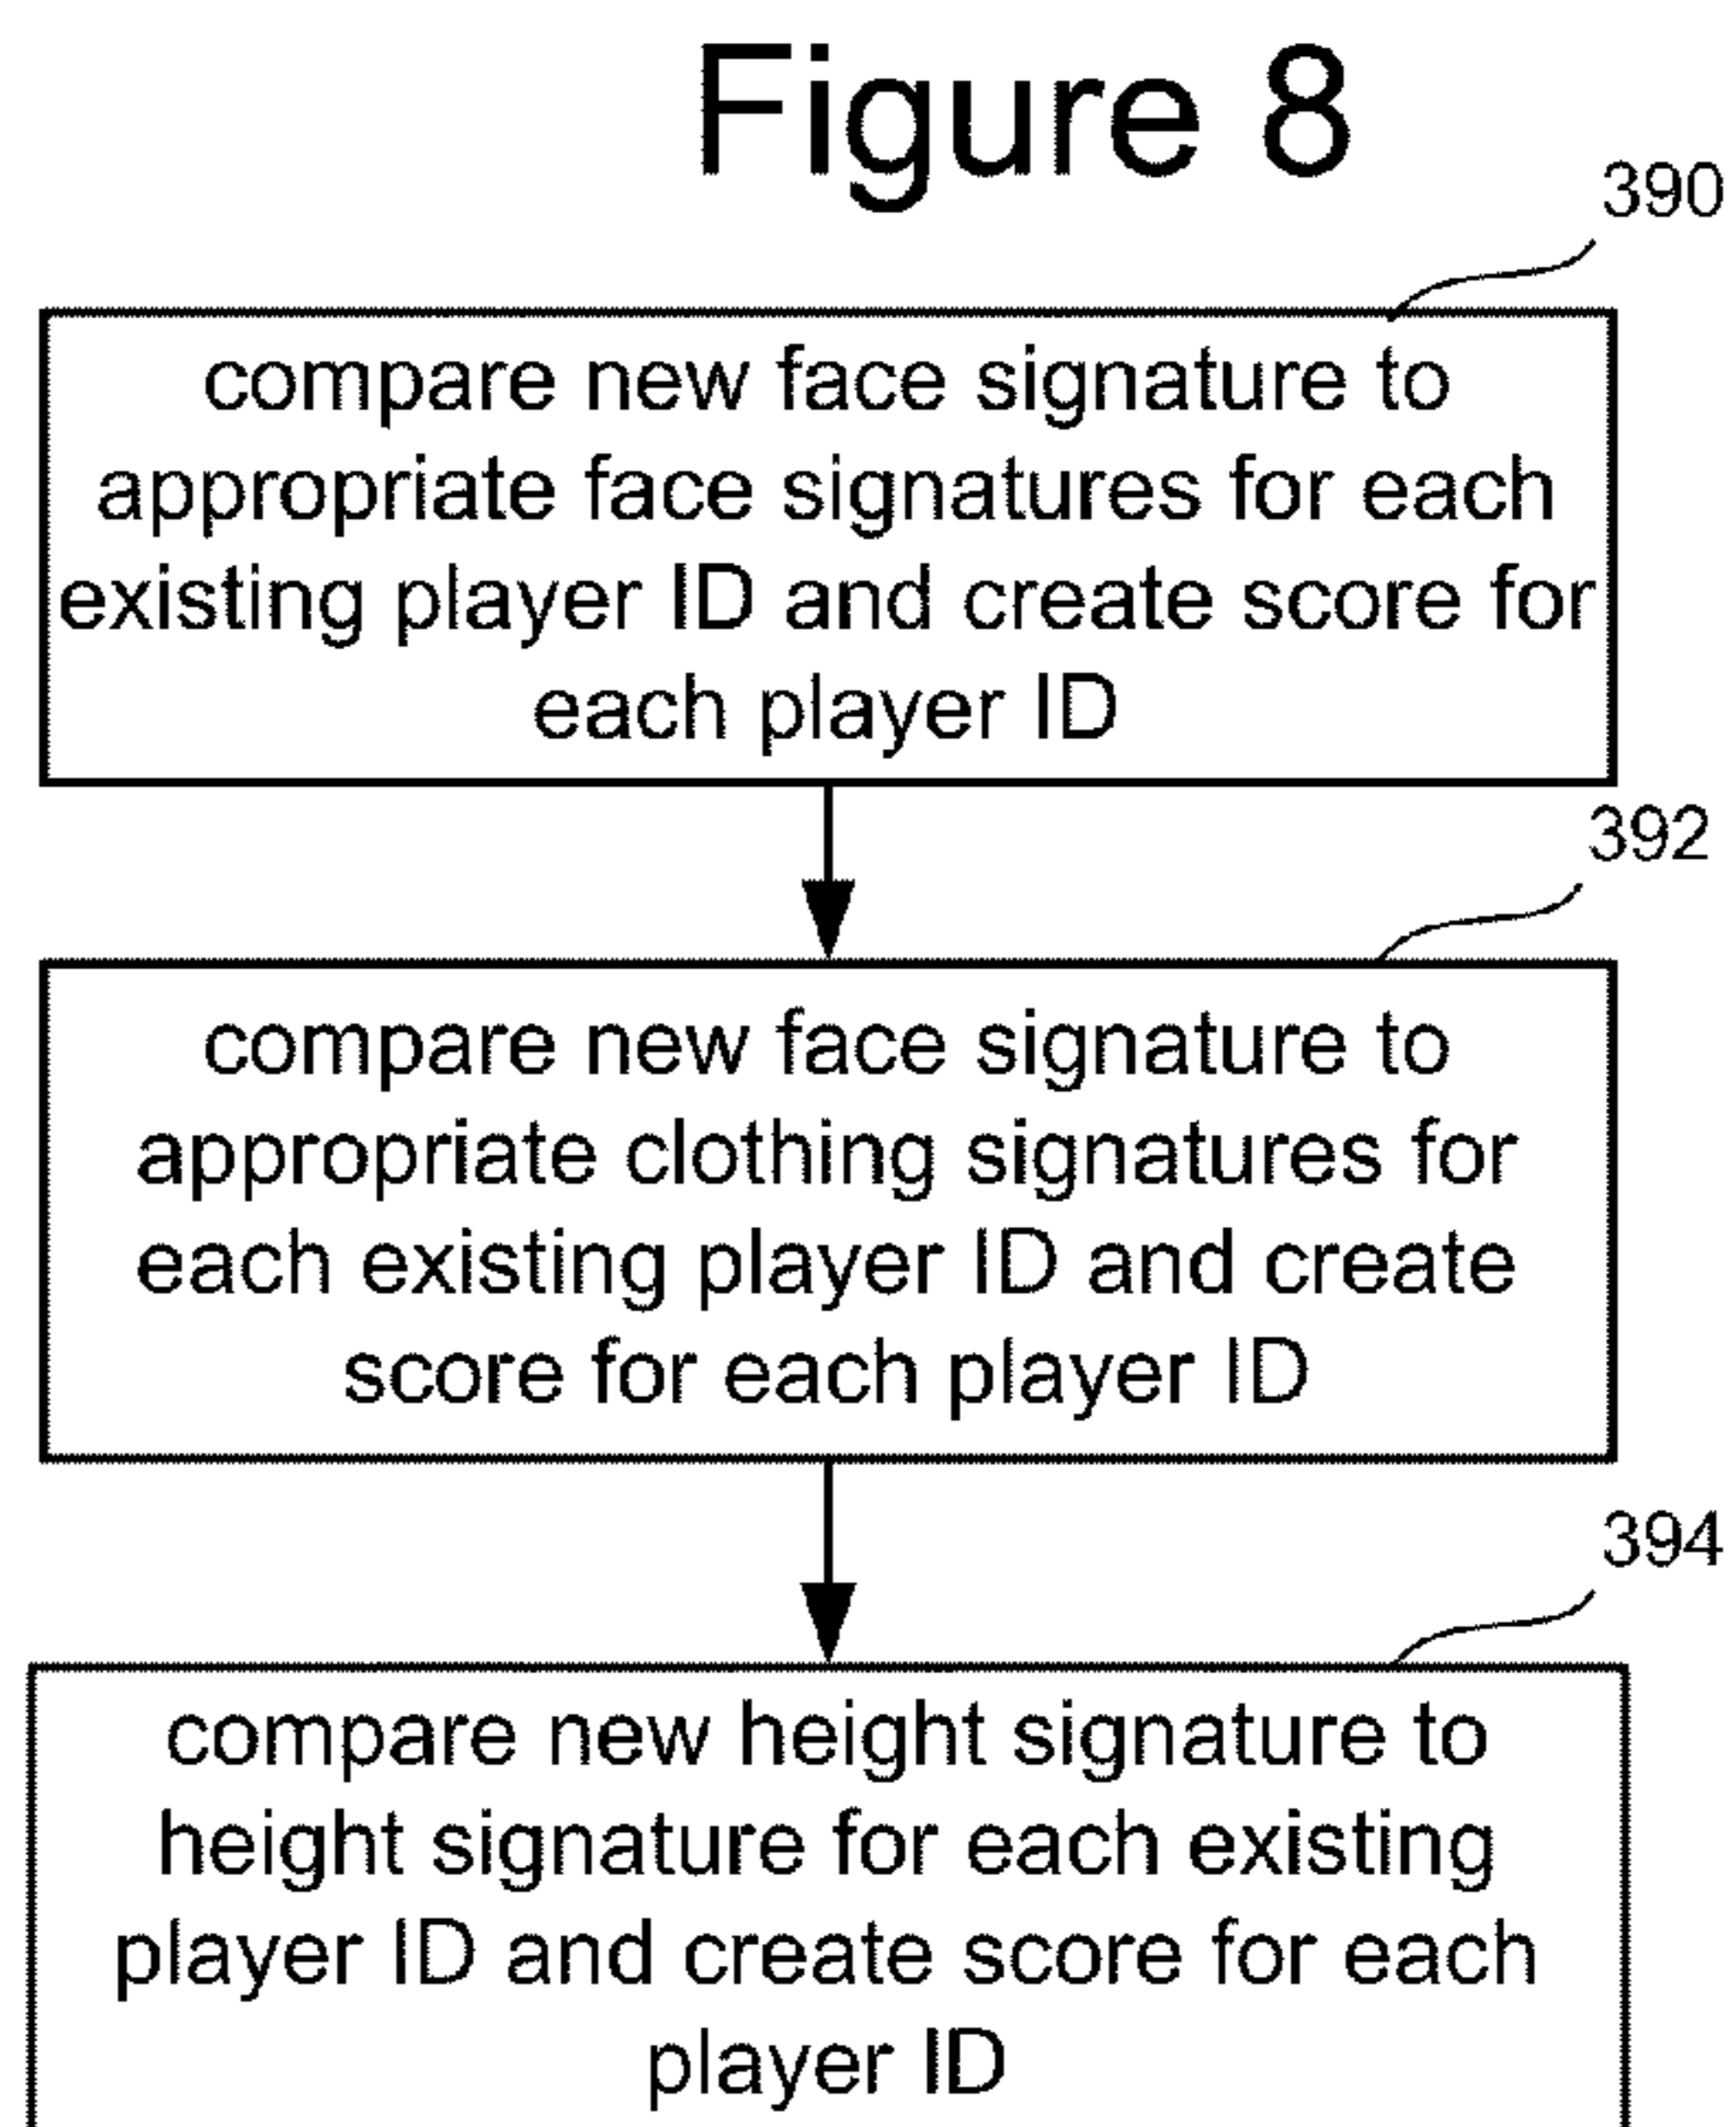 Figure 8
390
compare new face signature to
appropriate face signatures for each
existing player ID and create score for
each player ID
392
compare new face signature to
appropriate clothing signatures for
each existing player ID and create
score for each player ID
394
compare new height signature to
height signature for each existing
player ID and create score for each
player ID